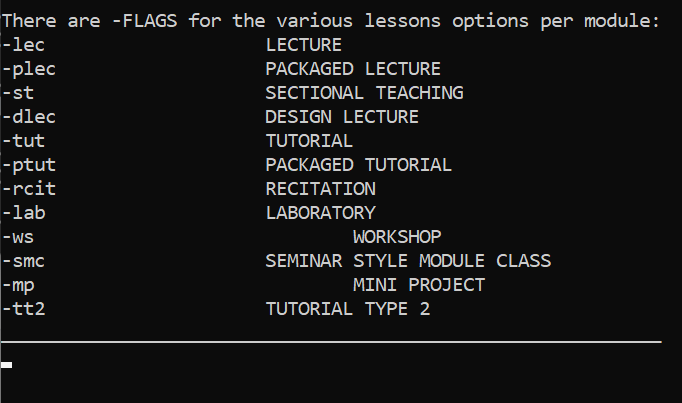 There are -FLAGS for the various lessons options per module:
-lec                    LECTURE
-plec                   PACKAGED LECTURE
-st                     SECTIONAL TEACHING
-dlec                   DESIGN LECTURE
-tut                    TUTORIAL
-ptut                   PACKAGED TUTORIAL
-rcit                   RECITATION
-lab                    LABORATORY
-ws                             WORKSHOP
-smc                    SEMINAR STYLE MODULE CLASS
-mp                             MINI PROJECT
-tt2                    TUTORIAL TYPE 2